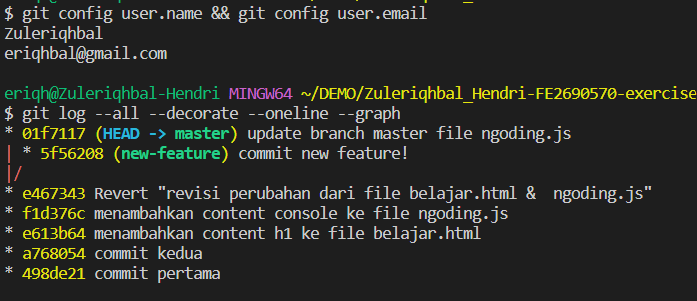 $ git config user.name && git config user.email
Zuleriqhbal
eriqhbal@gmail.com
eriqh@Zuleriqhbal-Hendri MINGW64 ~/DEMO/Zuleriqhbal_Hendri-FE2690570-exercise
$ git log --all --decorate --oneline --graph
* 01f7117 (HEAD -> master) update branch master file ngoding.js
| * 5f56208 (new-feature) commit new feature!
|/
* e467343 Revert "revisi perubahan dari file belajar.html &  ngoding.js"
* f1d376c menambahkan content console ke file ngoding.js
* e613b64 menambahkan content h1 ke file belajar.html
* a768054 commit kedua
* 498de21 commit pertama